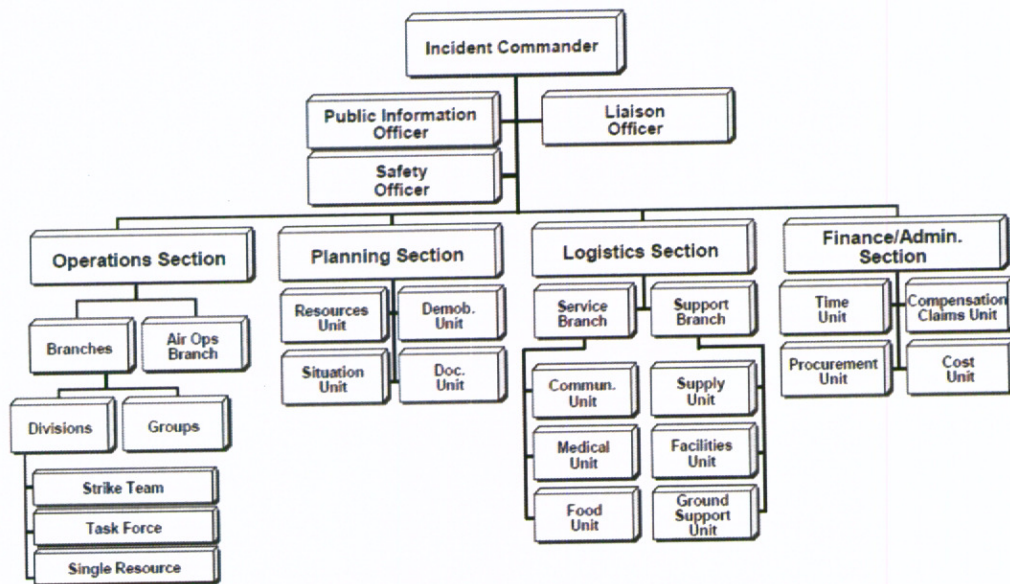 Incident Commander
Public Information
Officer
Liaison
Officer
Safety
Officer
Operations Section
Planning Section
Logistics Section
Finance/Admin.
Section
Branches
Air Ops
Branch
Divisions
Groups
Strike Team
Task Force
Single Resource
Resources
Unit
Demob.
Unit
Situation
Unit
Doc.
Unit
Service
Branch
Support
Branch
Commun.
Unit
Supply
Unit
Medical
Unit
Facilities
Unit
Food
Unit
Ground
Support
Unit
Time
Unit
Compensation
Claims Unit
Procurement
Unit
Cost
Unit